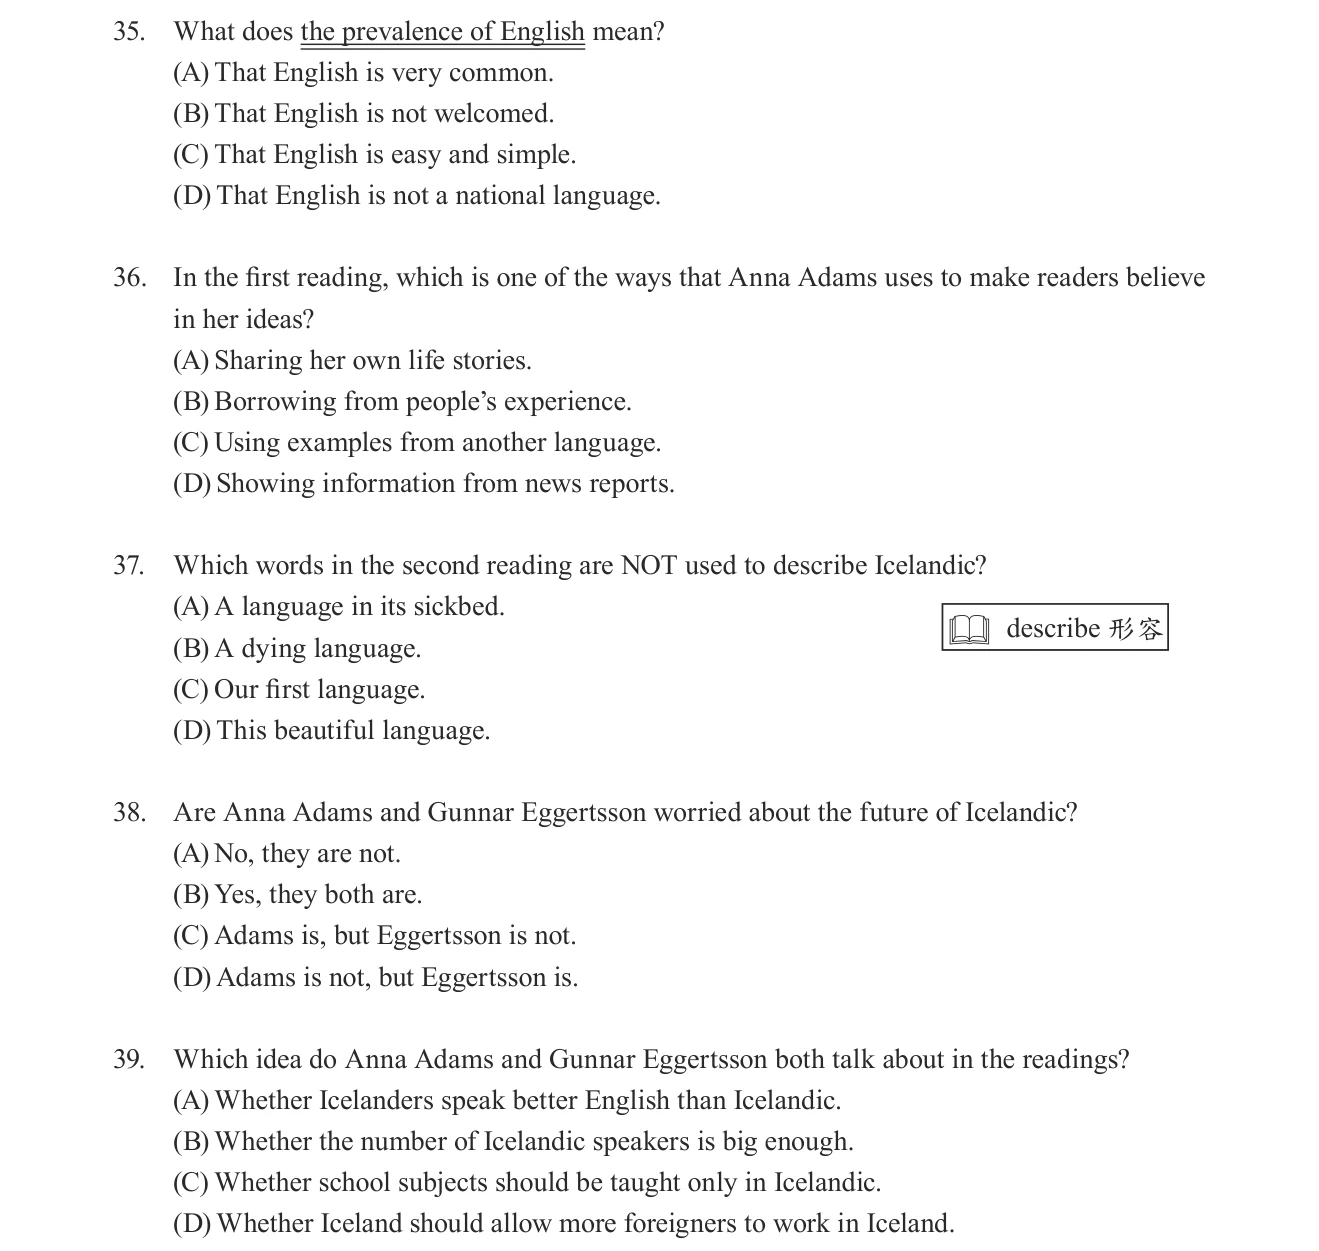 35. What does the prevalence of English mean?
(A) That English is very common.
(B) That English is not welcomed.
(C) That English is easy and simple.
(D) That English is not a national language.
36. In the first reading, which is one of the ways that Anna Adams uses to make readers believe
in her ideas?
(A) Sharing her own life stories.
(B) Borrowing from people’s experience.
(C) Using examples from another language.
(D) Showing information from news reports.
37. Which words in the second reading are NOT used to describe Icelandic?
(A) A language in its sickbed.
describe 形容
(B) A dying language.
(C) Our first language.
(D) This beautiful language.
38. Are Anna Adams and Gunnar Eggertsson worried about the future of Icelandic?
(A) No, they are not.
(B) Yes, they both are.
(C) Adams is, but Eggertsson is not.
(D) Adams is not, but Eggertsson is.
39. Which idea do Anna Adams and Gunnar Eggertsson both talk about in the readings?
(A) Whether Icelanders speak better English than Icelandic.
(B) Whether the number of Icelandic speakers is big enough.
(C) Whether school subjects should be taught only in Icelandic.
(D) Whether Iceland should allow more foreigners to work in Iceland.